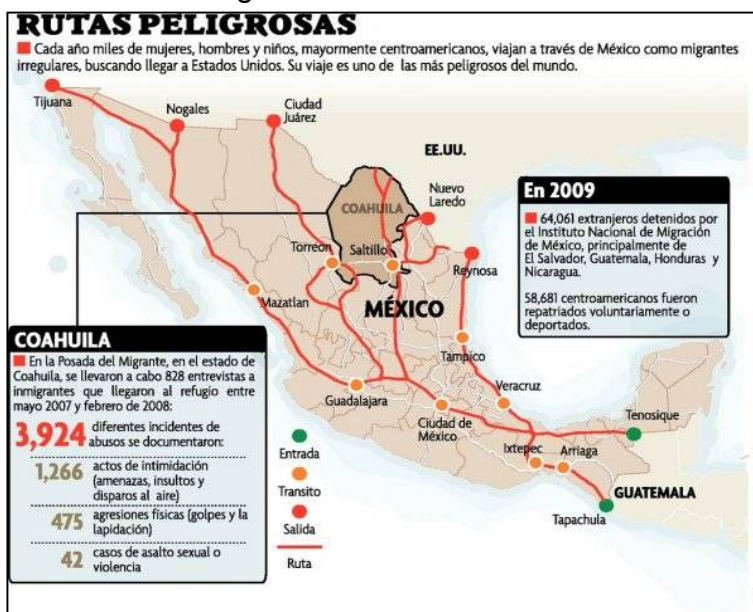 RUTAS PELIGROSAS
Cada año miles de mujeres, hombres y niños, mayormente centroamericanos, viajan a través de México como migrantes
irregulares, buscando llegar a Estados Unidos. Su viaje es uno de las más peligrosos del mundo.
Tijuana
Nogales
Ciudad
Juárez
EE.UU.
COAHUILA
Nuevo
Laredo
Torreon
Saltillo
Reynosa
Mazatlan
MÉXICO
Tampico
Guadalajara
Ciudad de
México
Veracruz
Tenosique
Ixtepec
Arriaga
GUATEMALA
Tapachula
En 2009
64,061 extranjeros detenidos por
el Instituto Nacional de Migración
de México, principalmente de
El Salvador, Guatemala, Honduras y
Nicaragua.
58,681 centroamericanos fueron
repatriados voluntariamente o
deportados.
COAHUILA
En la Posada del Migrante, en el estado de
Coahuila, se llevaron a cabo 828 entrevistas a
inmigrantes que llegaron al refugio entre
mayo 2007 y febrero de 2008:
3,924 diferentes incidentes de
abusos se documentaron:
1,266 actos de intimidación
(amenazas, insultos y
disparos al aire)
475 agresiones físicas (golpes y la
lapidación)
42 casos de asalto sexual o
violencia
Entrada
Transito
Salida
Ruta